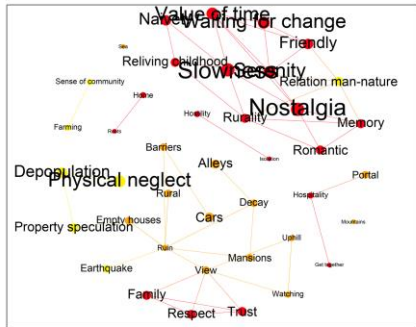 Value of time
Waiting for change
Friendly
Reliving childhood
Slowness
Serenity
Sense of community
Relation man-nature
Home
Nostalgia
Hostility
Rurality
Memory
Farming
Barriers
Romantic
Alleys
Depopulation
Physical neglect
Portal
Rural
Hospitality
Decay
Property speculation
Empty houses
Cars
Mountains
Uphill
Ruin
Mansions
Earthquake
View
Get together
Watching
Family
Respect
Trust